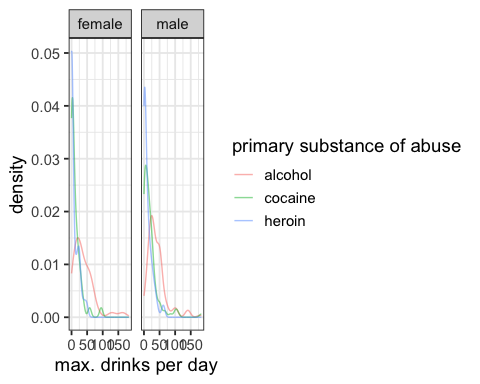 female male
0.05
0.04
0.03
0.02
0.01
0.00
density
0 50 100 150 0 50 100 150
max. drinks per day
primary substance of abuse
alcohol
cocaine
heroin